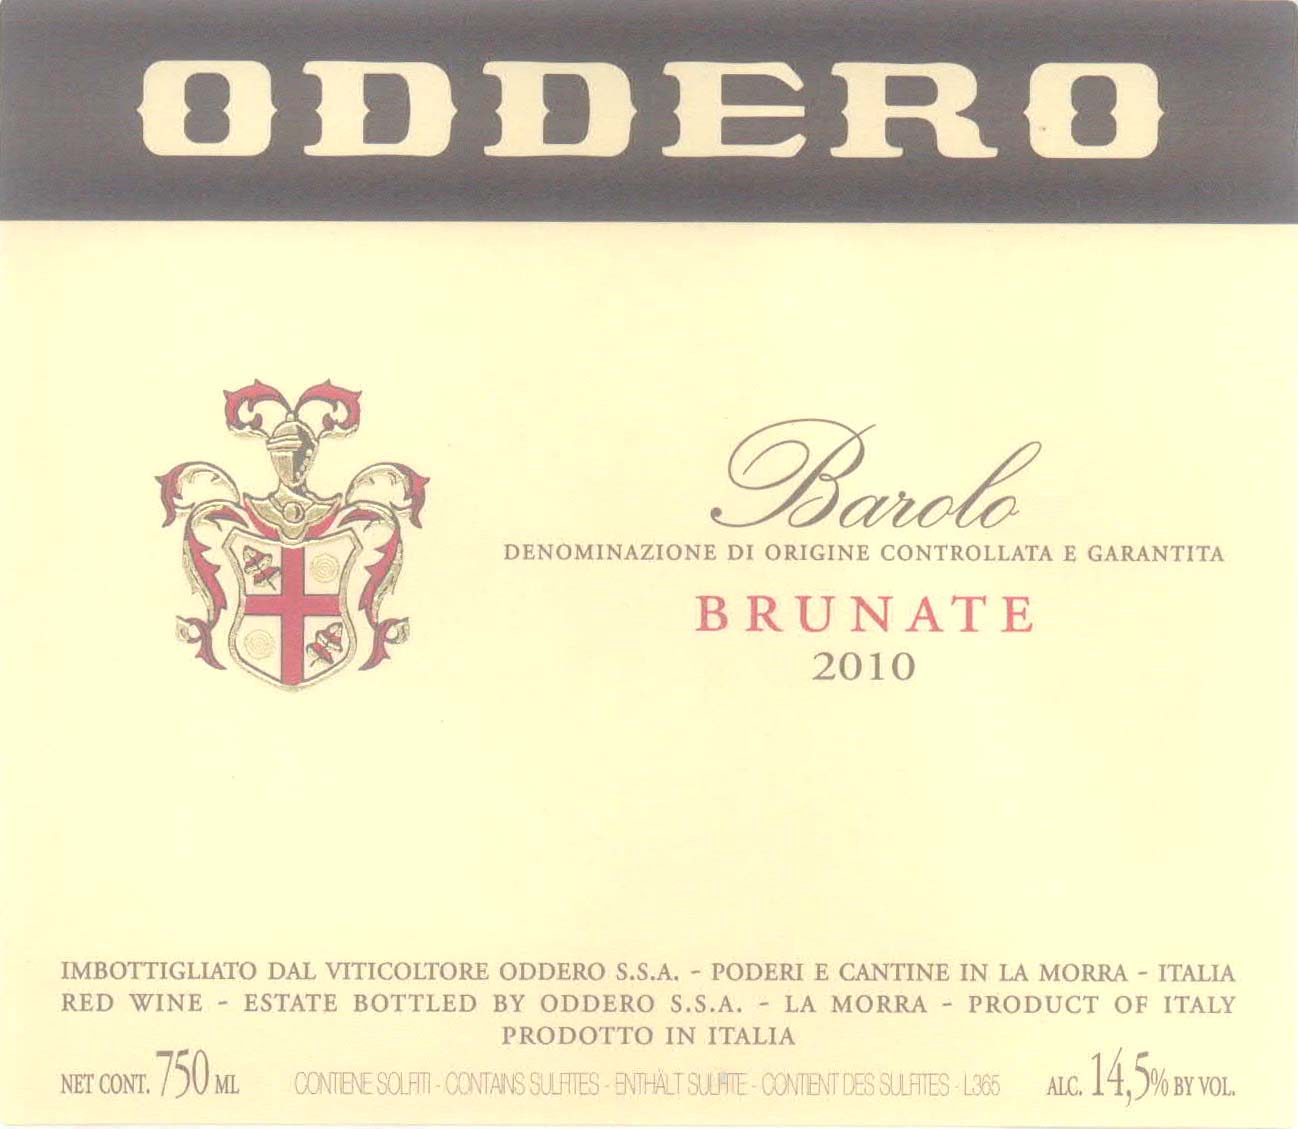 ODDERO
Barolo
DENOMINAZIONE DI ORIGINE CONTROLLATA E GARANTITA
BRUNATE
2010
IMBOTTIGLIATO DAL VITICOLTORE ODDERO S.S.A. - PODERI E CANTINE IN LA MORRA - ITALIA
RED WINE - ESTATE BOTTLED BY ODDERO S.S.A. - LA MORRA - PRODUCT OF ITALY
PRODOTTO IN ITALIA
NET CONT. 750 ML CONTIENE SOLFITI - CONTAINS SULFITES - ENTHÄLT SULFITE - CONTIENT DES SULFITES - L365 ALC. 14,5% BY VOL.